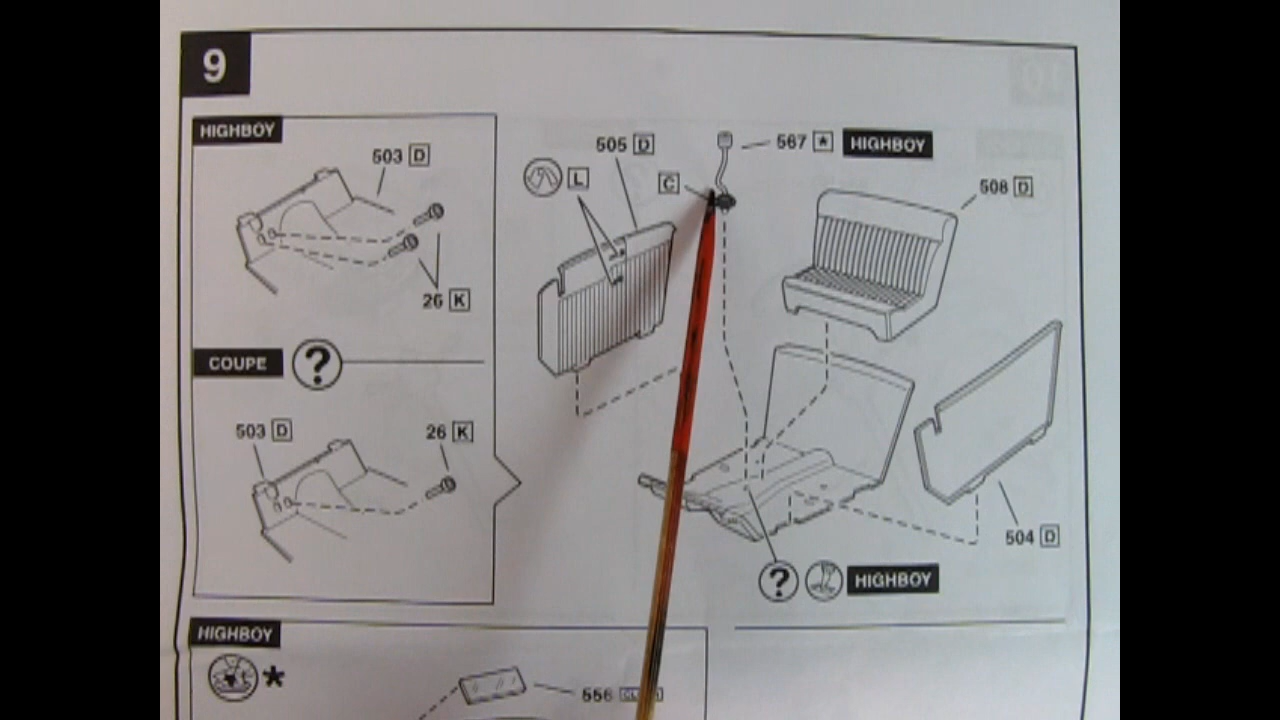 9
HIGHBOY
503 D
26 K
COUPE ?
503 D
26 K
505 D
L
C
567 *
HIGHBOY
508 D
504 D
? HIGHBOY
HIGHBOY
*
556